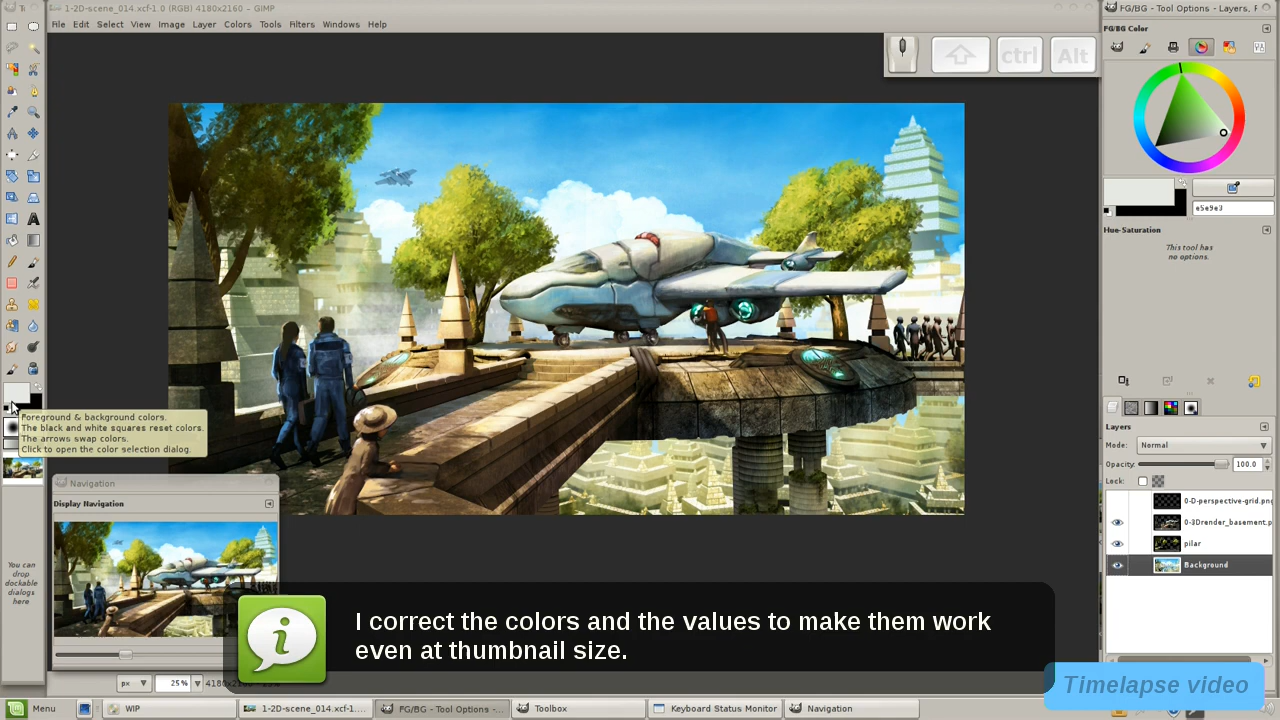 1-2D-scene_014.xcf-1.0 (RGB) 4180x2160 – GIMP
FG/BG - Tool Options - Layers, F
File Edit Select View Image Layer Colors Tools Filters Windows Help
FG/BG Color
ctrl Alt
e5e9e3
Hue-Saturation
This tool has
no options.
Foreground & background colors.
The black and white squares reset colors.
The arrows swap colors.
Click to open the color selection dialog.
Layers
Mode: Normal
Opacity: 100.0
Lock:
0-D-perspective-grid.png
0-3Drender_basement.p
pilar
Background
Navigation
Display Navigation
You can
drop
dockable
dialogs
here
I correct the colors and the values to make them work
even at thumbnail size.
px 25%
Timelapse video
Menu WIP 1-2D-scene_014.xcf-1.... FG/BG - Tool Options -... Toolbox Keyboard Status Monitor Navigation